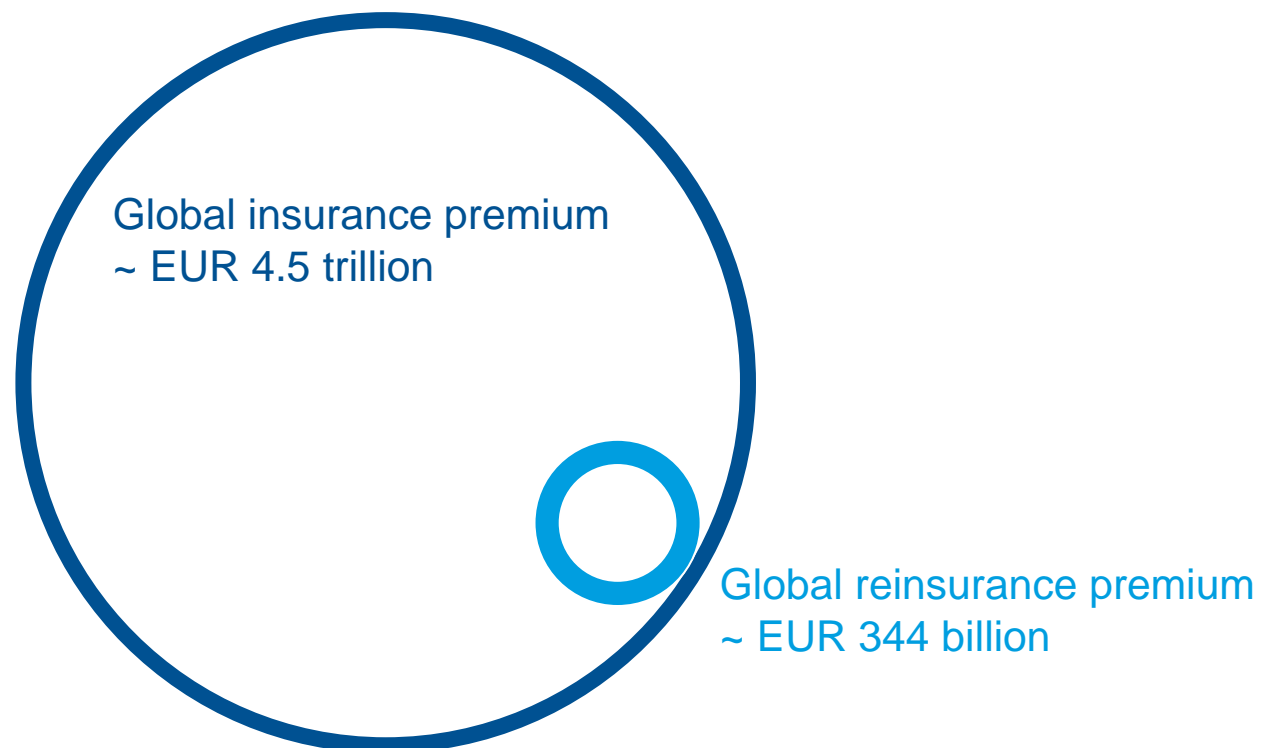 Global insurance premium
~ EUR 4.5 trillion
Global reinsurance premium
~ EUR 344 billion